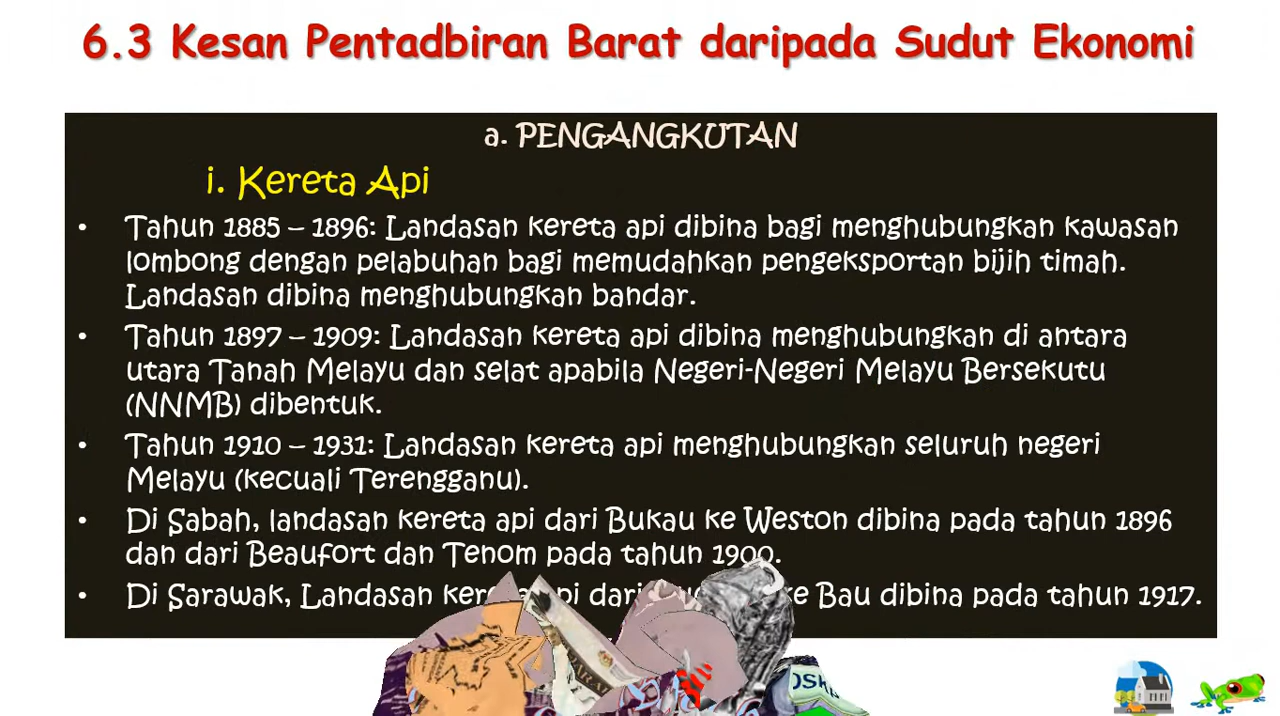 6.3 Kesan Pentadbiran Barat daripada Sudut Ekonomi
a. PENGANGKUTAN
i. Kereta Api
• Tahun 1885 – 1896: Landasan kereta api dibina bagi menghubungkan kawasan
lombong dengan pelabuhan bagi memudahkan pengeksportan bijih timah.
Landasan dibina menghubungkan bandar.
• Tahun 1897 – 1909: Landasan kereta api dibina menghubungkan di antara
utara Tanah Melayu dan selat apabila Negeri-Negeri Melayu Bersekutu
(NNMB) dibentuk.
• Tahun 1910 – 1931: Landasan kereta api menghubungkan seluruh negeri
Melayu (kecuali Terengganu).
• Di Sabah, landasan kereta api dari Bukau ke Weston dibina pada tahun 1896
dan dari Beaufort dan Tenom pada tahun 1900.
• Di Sarawak, Landasan api dari ke Bau dibina pada tahun 1917.